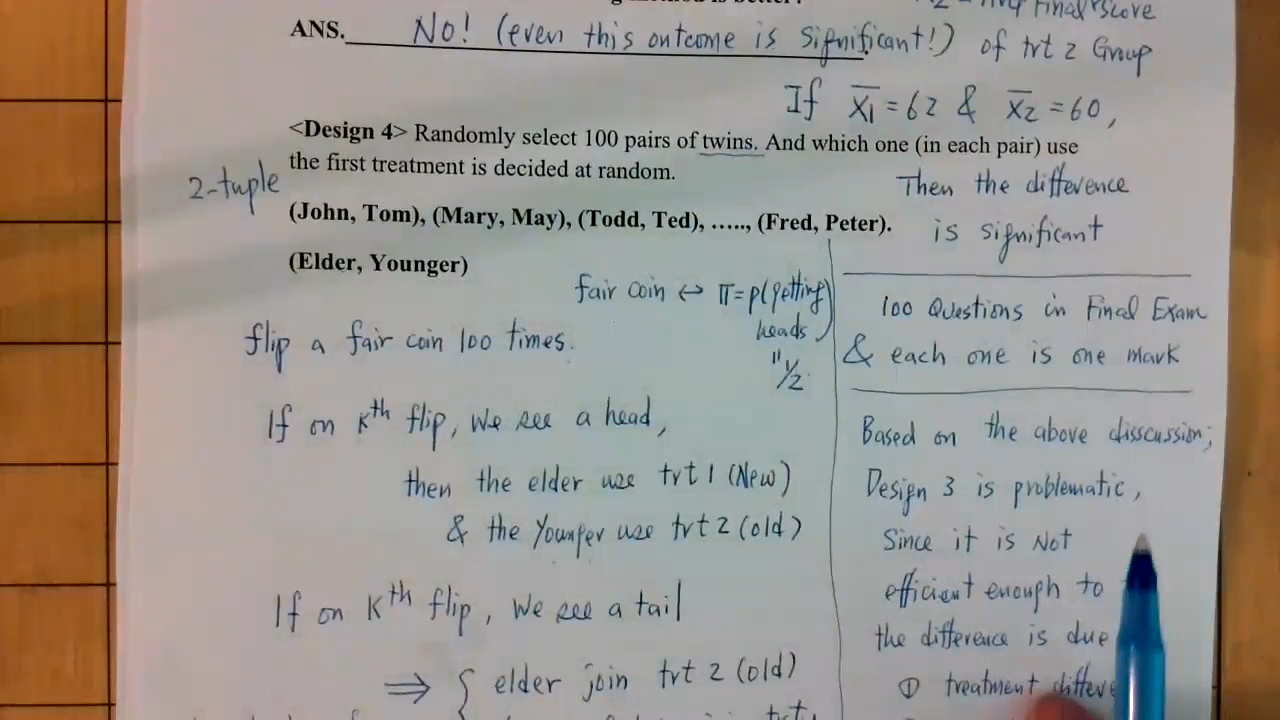 Final score
ANS. No! (even this outcome is significant!) of trt 2 Group
If X̄1 = 62 & X̄2 = 60,
<Design 4> Randomly select 100 pairs of twins. And which one (in each pair) use
the first treatment is decided at random.
2-tuple
(John, Tom), (Mary, May), (Todd, Ted), ….., (Fred, Peter).
(Elder, Younger)
fair coin ↔ π = p(getting
heads)
"
1/2
flip a fair coin 100 times.
If on Kth flip, We see a head,
then the elder use trt 1 (New)
& the Younger use trt 2 (old)
If on Kth flip, We see a tail
⇒ { elder join trt 2 (old)
Then the difference
is significant
100 Questions in Final Exam
& each one is one mark
Based on the above disscussion;
Design 3 is problematic,
Since it is Not
efficient enough to
the difference is due
① treatment